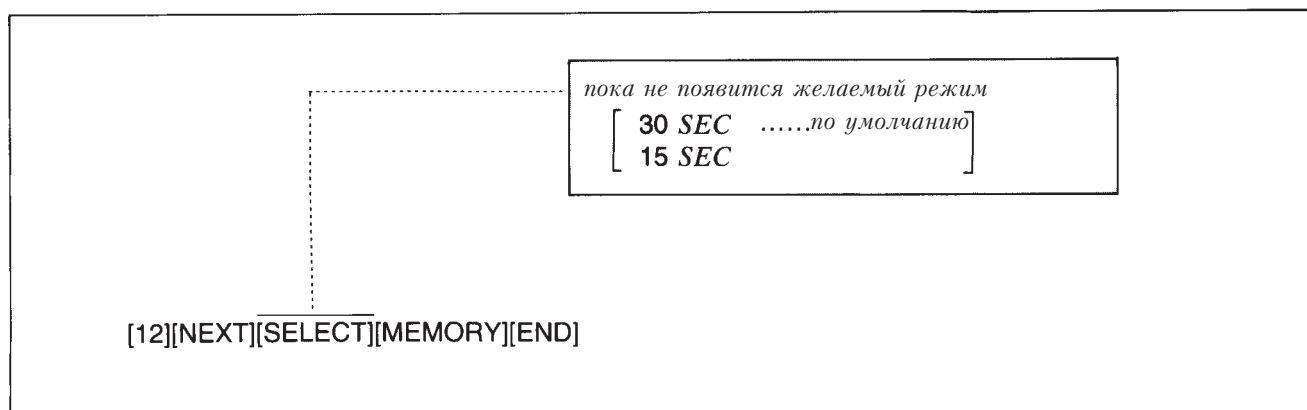 пока не появится желаемый режим
[ 30 SEC ......по умолчанию]
15 SEC
[12][NEXT][SELECT][MEMORY][END]